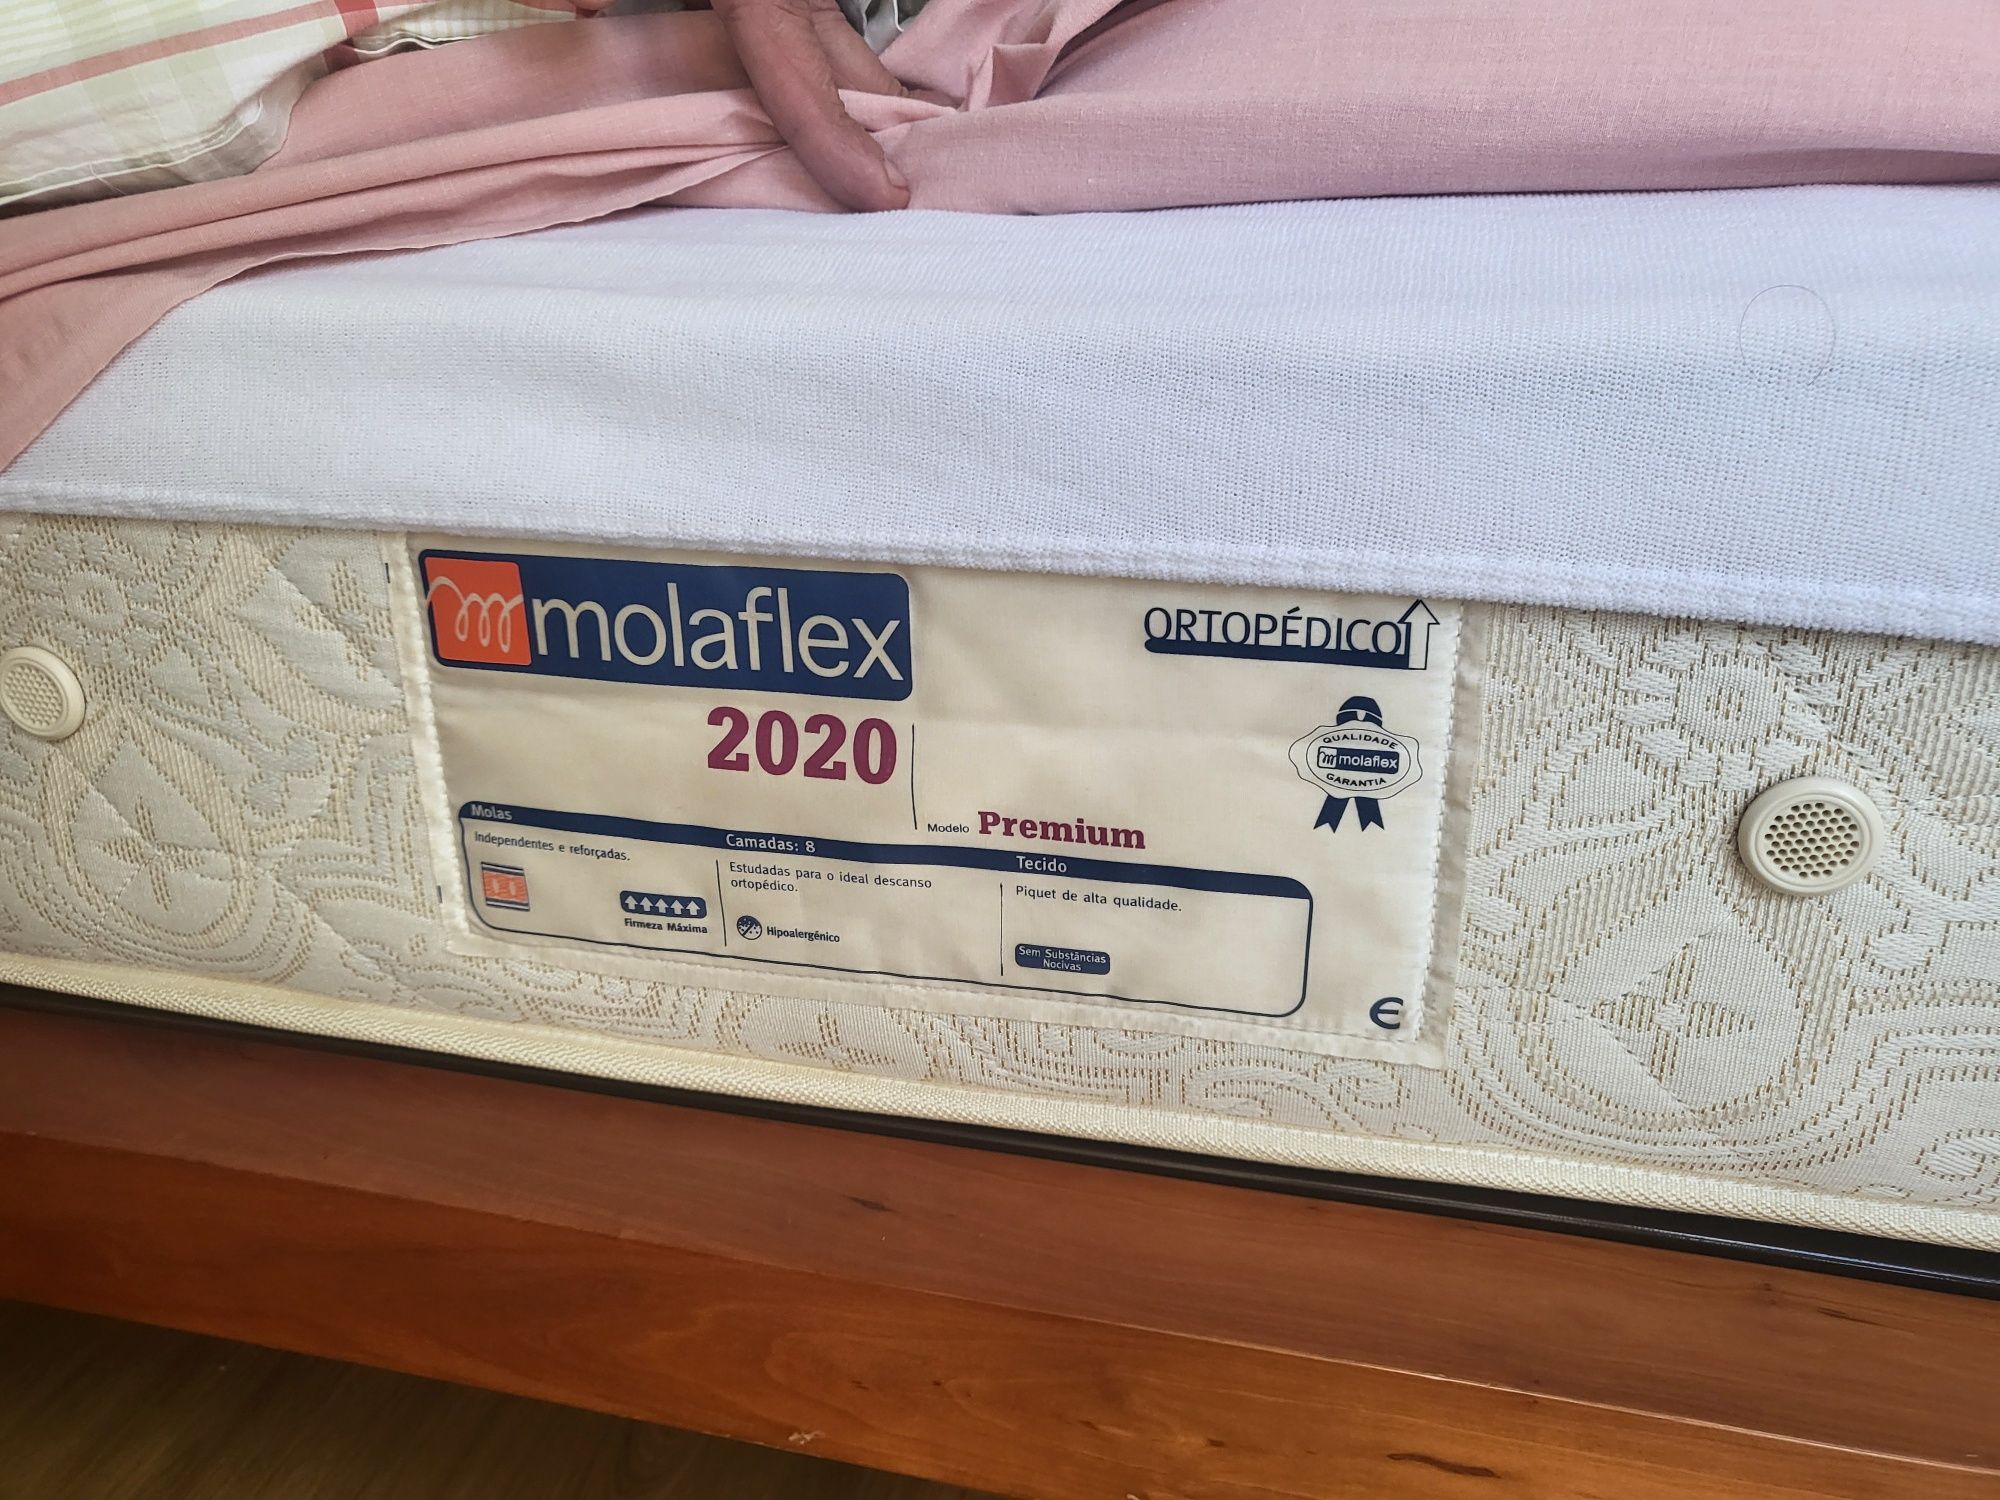 molaflex
ORTOPÉDICO
2020
QUALIDADE
molaflex
GARANTIA
Modelo Premium
Molas
Independentes e reforçadas.
Firmeza Máxima
Camadas: 8
Estudadas para o ideal descanso
ortopédico.
Hipoalergénico
Tecido
Piquet de alta qualidade.
Sem Substâncias
Nocivas
€